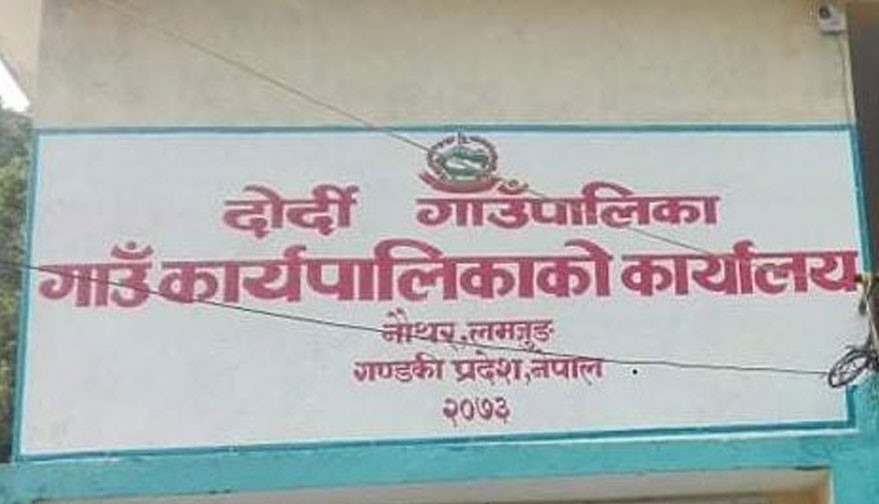 दोर्दी गाउँपालिका
गाउँ कार्यपालिकाको कार्यालय
नौथर, लमजुङ
गण्डकी प्रदेश, नेपाल
२०७३